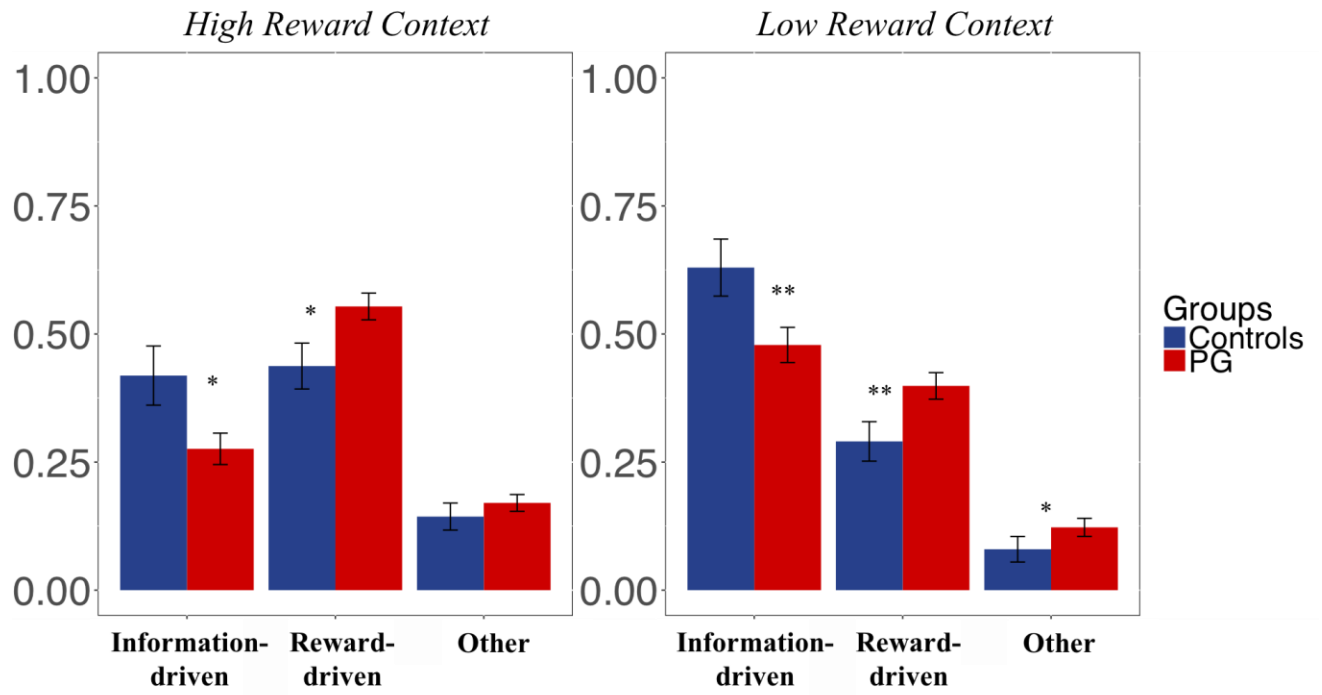 High Reward Context
Low Reward Context
1.00
0.75
0.50
0.25
0.00
*
*
Information-
driven
Reward-
driven
Other
1.00
0.75
0.50
0.25
0.00
**
**
*
Information-
driven
Reward-
driven
Other
Groups
Controls
PG